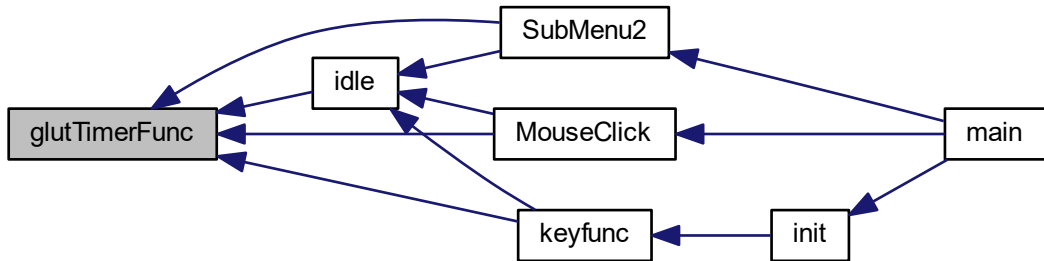 SubMenu2
idle
glutTimerFunc
MouseClick
main
keyfunc
init